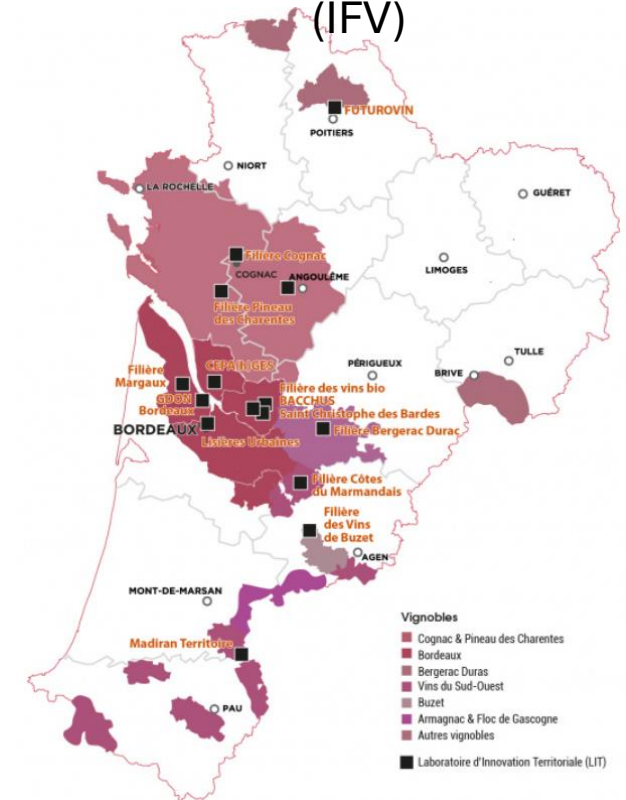 (IFV)
FUTUROVIN
POITIERS
NIORT
LA ROCHELLE
GUÉRET
Filière Cognac
COGNAC
ANGOULÊME
LIMOGES
Filière Pineau
des Charentes
TULLE
BRIVE
PÉRIGUEUX
CEPA(N)GES
Filière
Margaux
GDON
Bordeaux
BORDEAUX
Filière des vins bio
BACCHUS
Saint Christophe des Bardes
Filière Bergerac Durac
Lisières Urbaines
Filière Côtes
du Marmandais
Filière
des Vins
de Buzet
AGEN
MONT-DE-MARSAN
Madiran Territoire
PAU
Vignobles
Cognac & Pineau des Charentes
Bordeaux
Bergerac Duras
Vins du Sud-Ouest
Buzet
Armagnac & Floc de Gascogne
Autres vignobles
Laboratoire d'Innovation Territoriale (LIT)